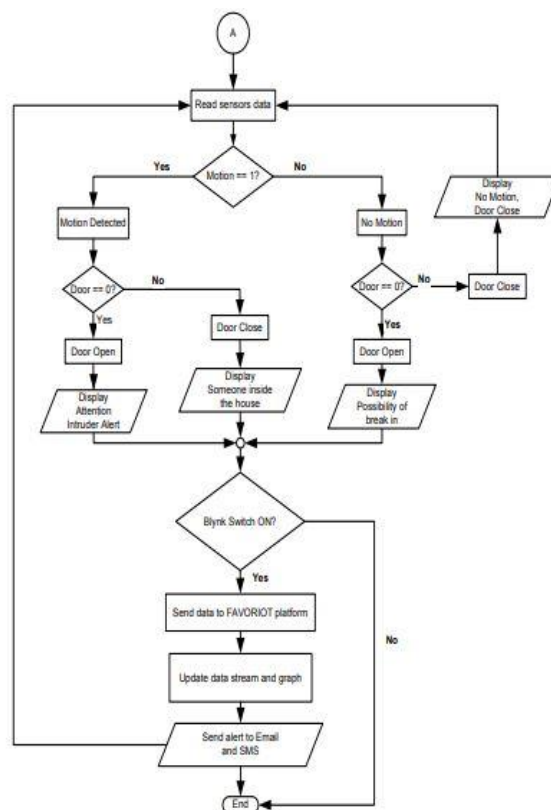 A
Read sensors data
Yes
No
Motion == 1?
Display
No Motion,
Door Close
Motion Detected
No Motion
Door == 0?
No
Door == 0?
No
Door Close
Yes
Door Close
Yes
Door Open
Door Open
Display
Attention
Intruder Alert
Display
Someone inside
the house
Display
Possibility of
break in
Blynk Switch ON?
Yes
Send data to FAVORIOT platform
No
Update data stream and graph
Send alert to Email
and SMS
End